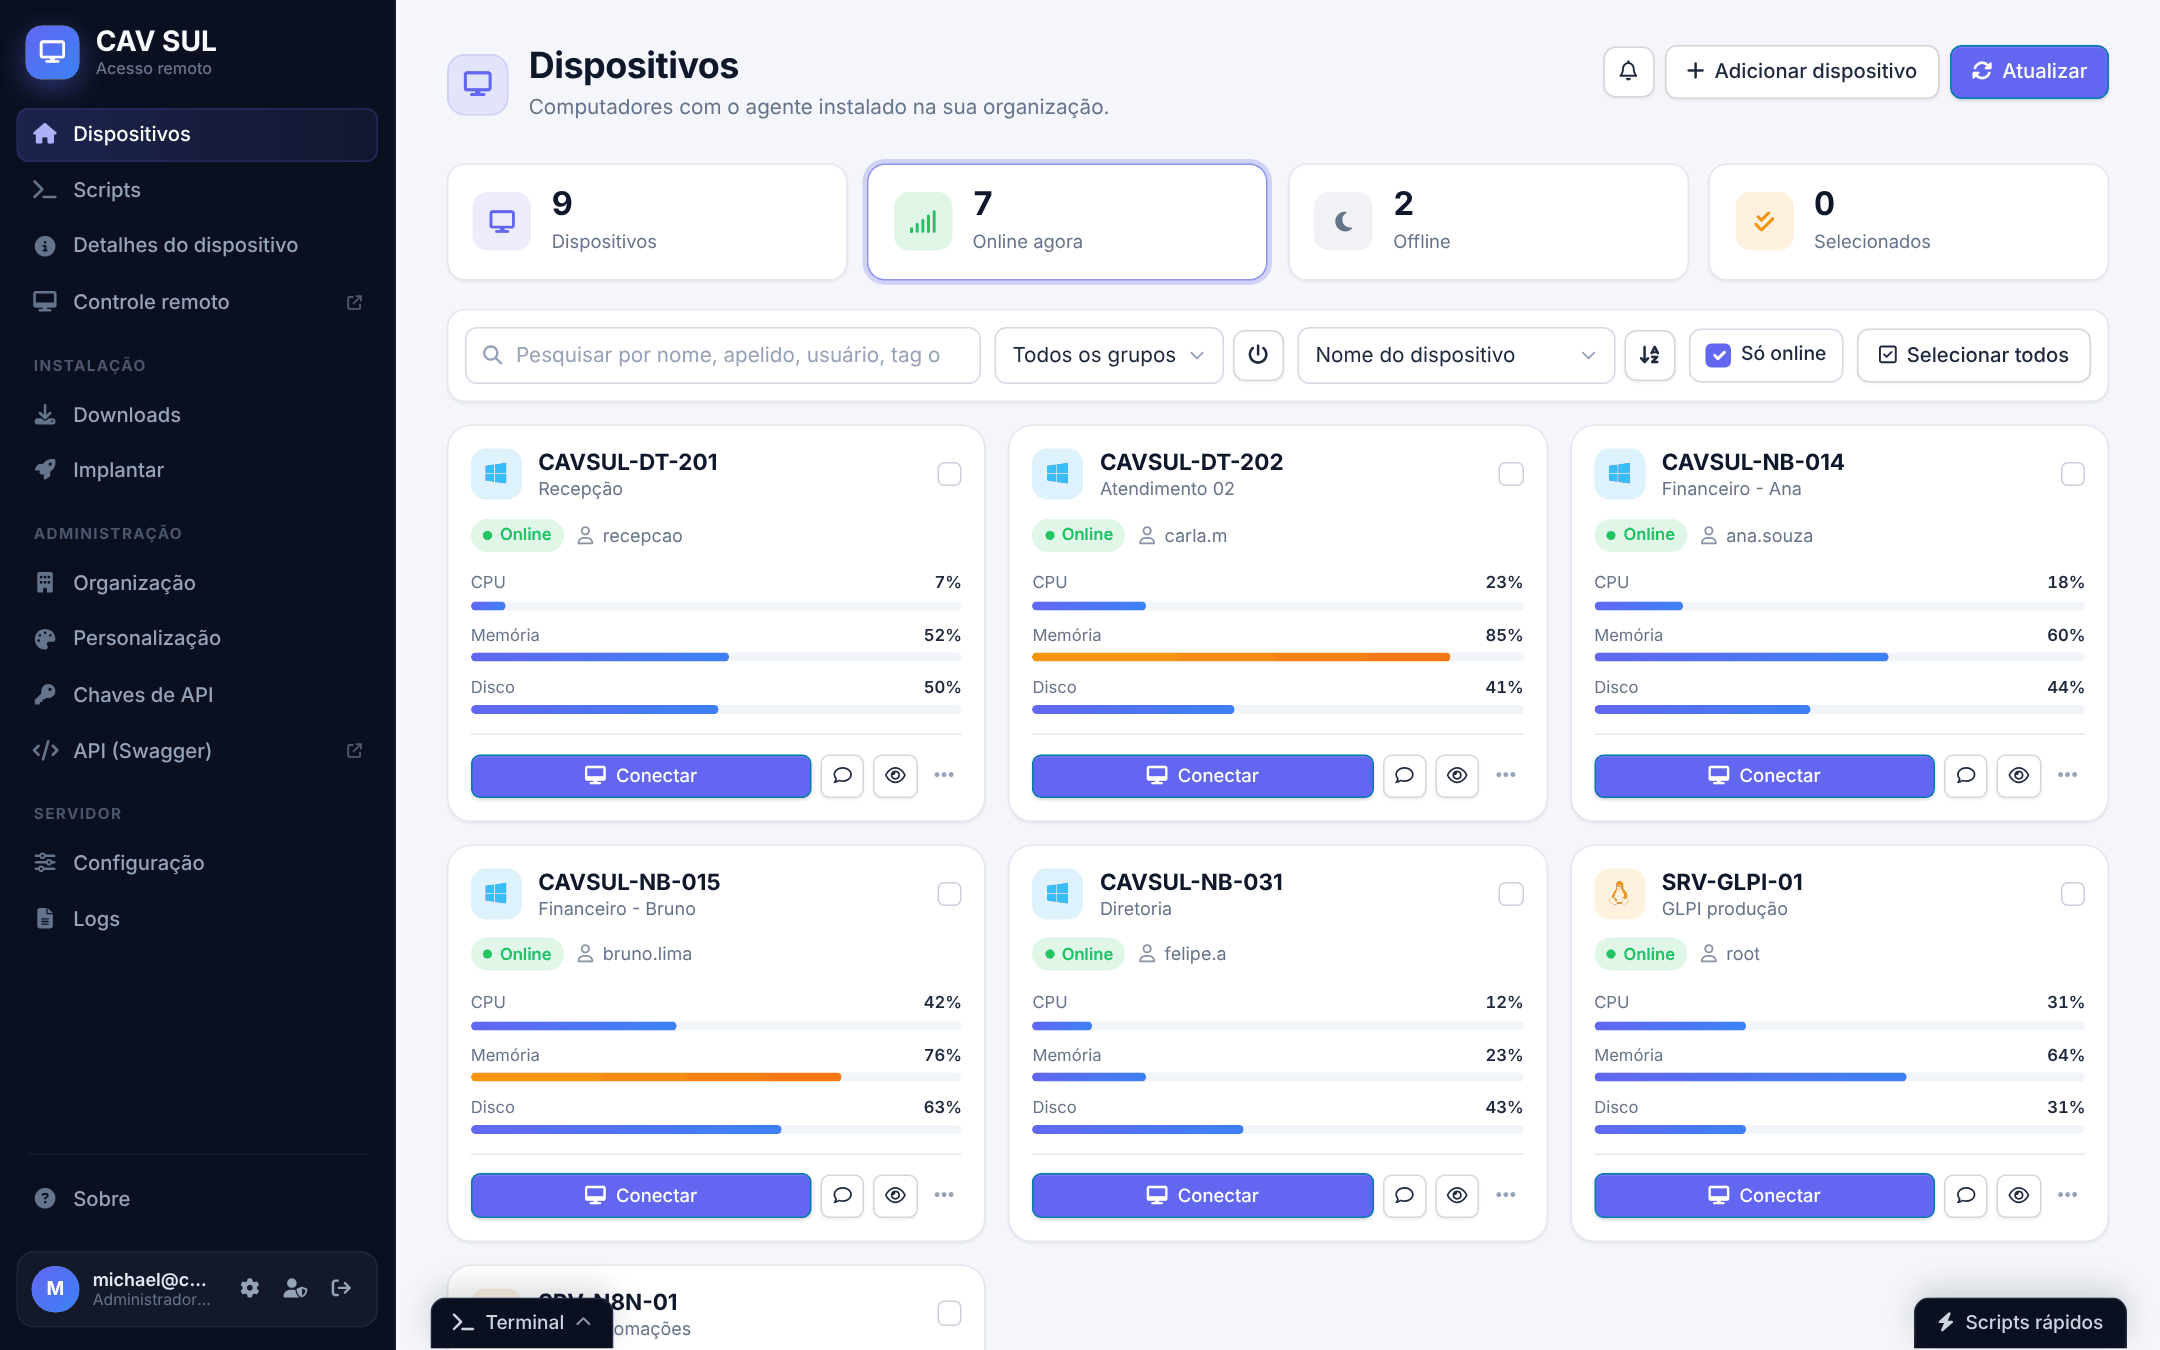 CAV SUL
Acesso remoto
Dispositivos
Scripts
Detalhes do dispositivo
Controle remoto
INSTALAÇÃO
Downloads
Implantar
ADMINISTRAÇÃO
Organização
Personalização
Chaves de API
API (Swagger)
SERVIDOR
Configuração
Logs
Sobre
M
michael@c...
Administrador...
Dispositivos
Computadores com o agente instalado na sua organização.
Adicionar dispositivo
Atualizar
9
Dispositivos
7
Online agora
2
Offline
0
Selecionados
Pesquisar por nome, apelido, usuário, tag o
Todos os grupos
Nome do dispositivo
Só online
Selecionar todos
CAVSUL-DT-201
Recepção
Online
recepcao
CPU 7%
Memória 52%
Disco 50%
Conectar
CAVSUL-DT-202
Atendimento 02
Online
carla.m
CPU 23%
Memória 85%
Disco 41%
Conectar
CAVSUL-NB-014
Financeiro - Ana
Online
ana.souza
CPU 18%
Memória 60%
Disco 44%
Conectar
CAVSUL-NB-015
Financeiro - Bruno
Online
bruno.lima
CPU 42%
Memória 76%
Disco 63%
Conectar
CAVSUL-NB-031
Diretoria
Online
felipe.a
CPU 12%
Memória 23%
Disco 43%
Conectar
SRV-GLPI-01
GLPI produção
Online
root
CPU 31%
Memória 64%
Disco 31%
Conectar
SRV-N8N-01
omações
Terminal
Scripts rápidos